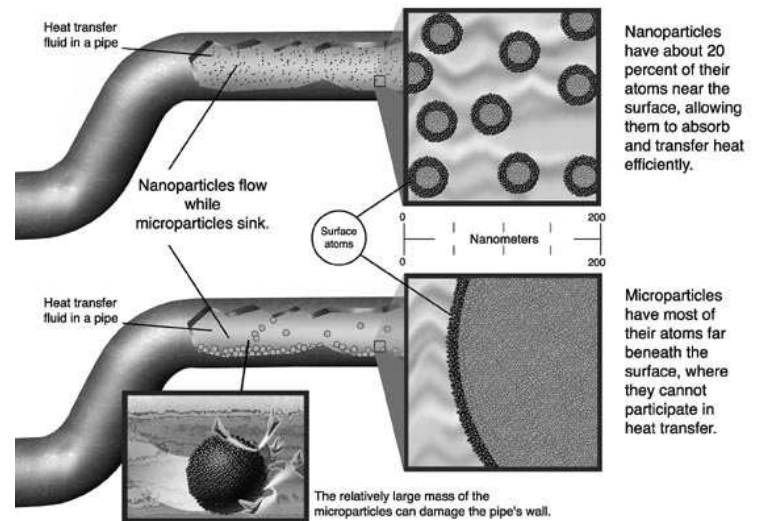 Heat transfer
fluid in a pipe
Nanoparticles
have about 20
percent of their
atoms near the
surface, allowing
them to absorb
and transfer heat
efficiently.
Nanoparticles flow
while
microparticles sink.
Surface
atoms
0
200
Nanometers
0
200
Heat transfer
fluid in a pipe
Microparticles
have most of
their atoms far
beneath the
surface, where
they cannot
participate in
heat transfer.
The relatively large mass of the
microparticles can damage the pipe's wall.